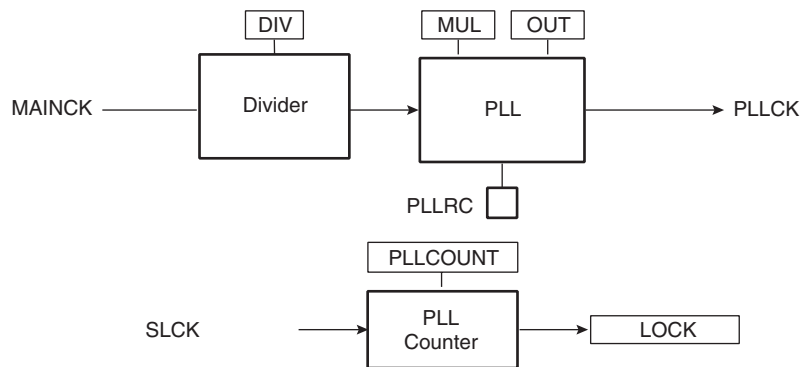 DIV
MUL
OUT
MAINCK
Divider
PLL
PLLCK
PLLRC
PLLCOUNT
SLCK
PLL
Counter
LOCK